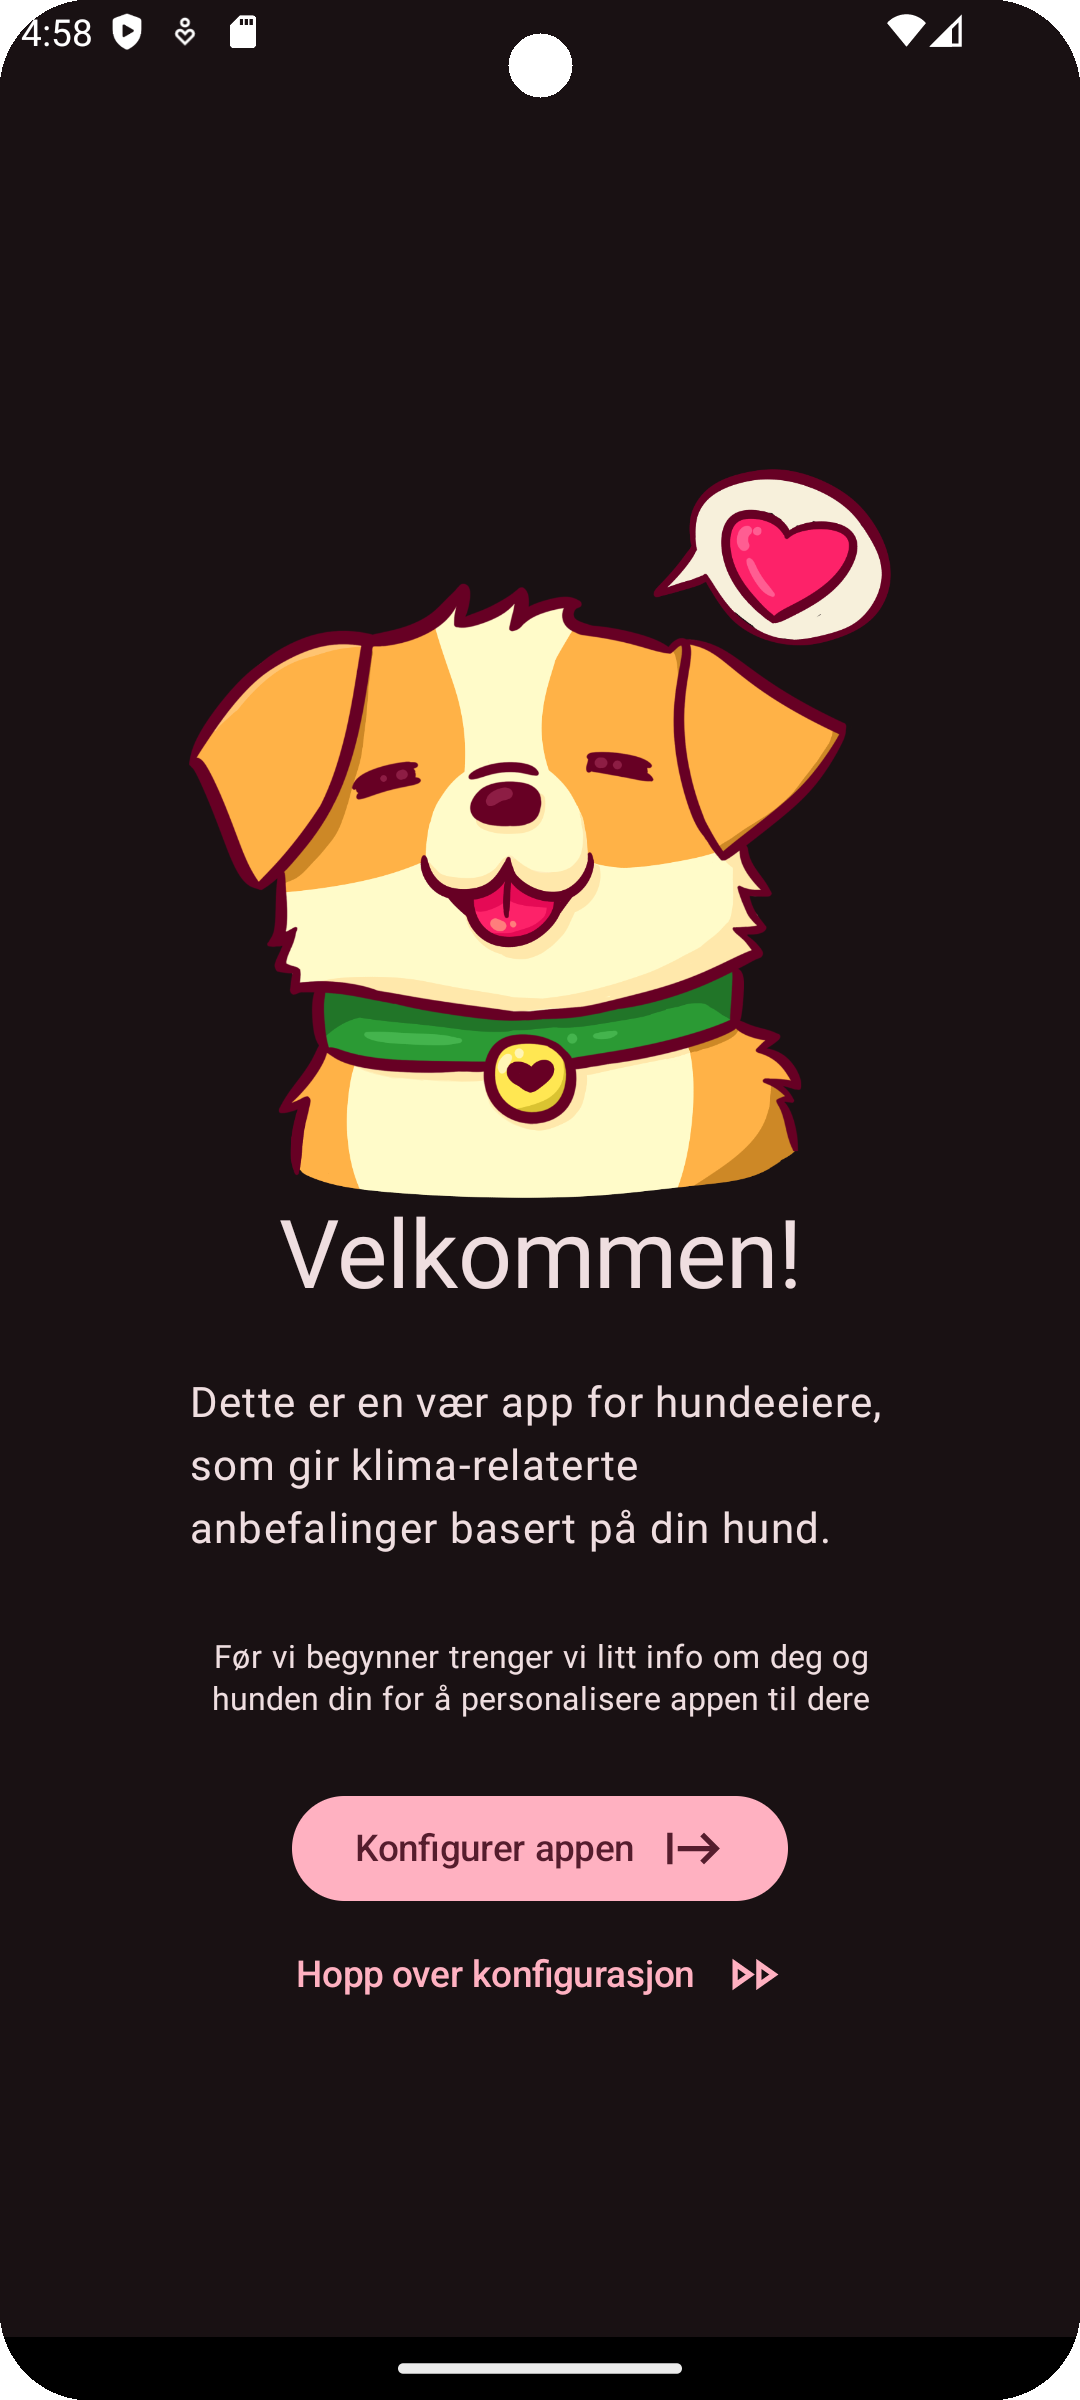 4:58
Velkommen!
Dette er en vær app for hundeeiere,
som gir klima-relaterte
anbefalinger basert på din hund.
Før vi begynner trenger vi litt info om deg og
hunden din for å personalisere appen til dere
Konfigurer appen
Hopp over konfigurasjon